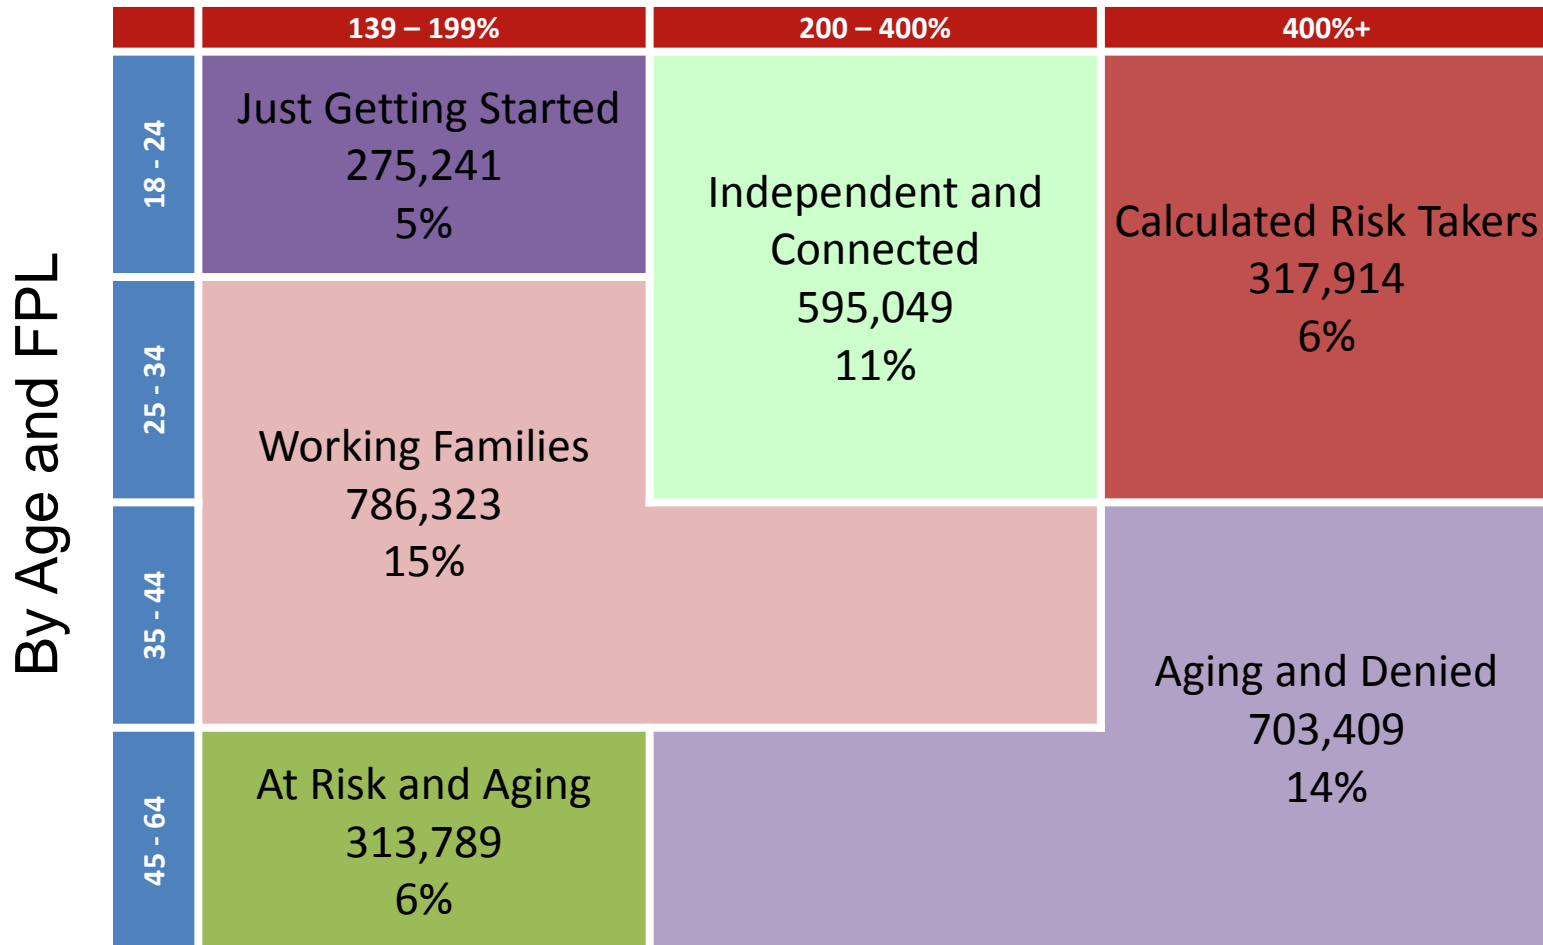 By Age and FPL
139 – 199%
200 – 400%
400%+
18 - 24
25 - 34
35 - 44
45 - 64
Just Getting Started
275,241
5%
Independent and
Connected
595,049
11%
Calculated Risk Takers
317,914
6%
Working Families
786,323
15%
Aging and Denied
703,409
14%
At Risk and Aging
313,789
6%